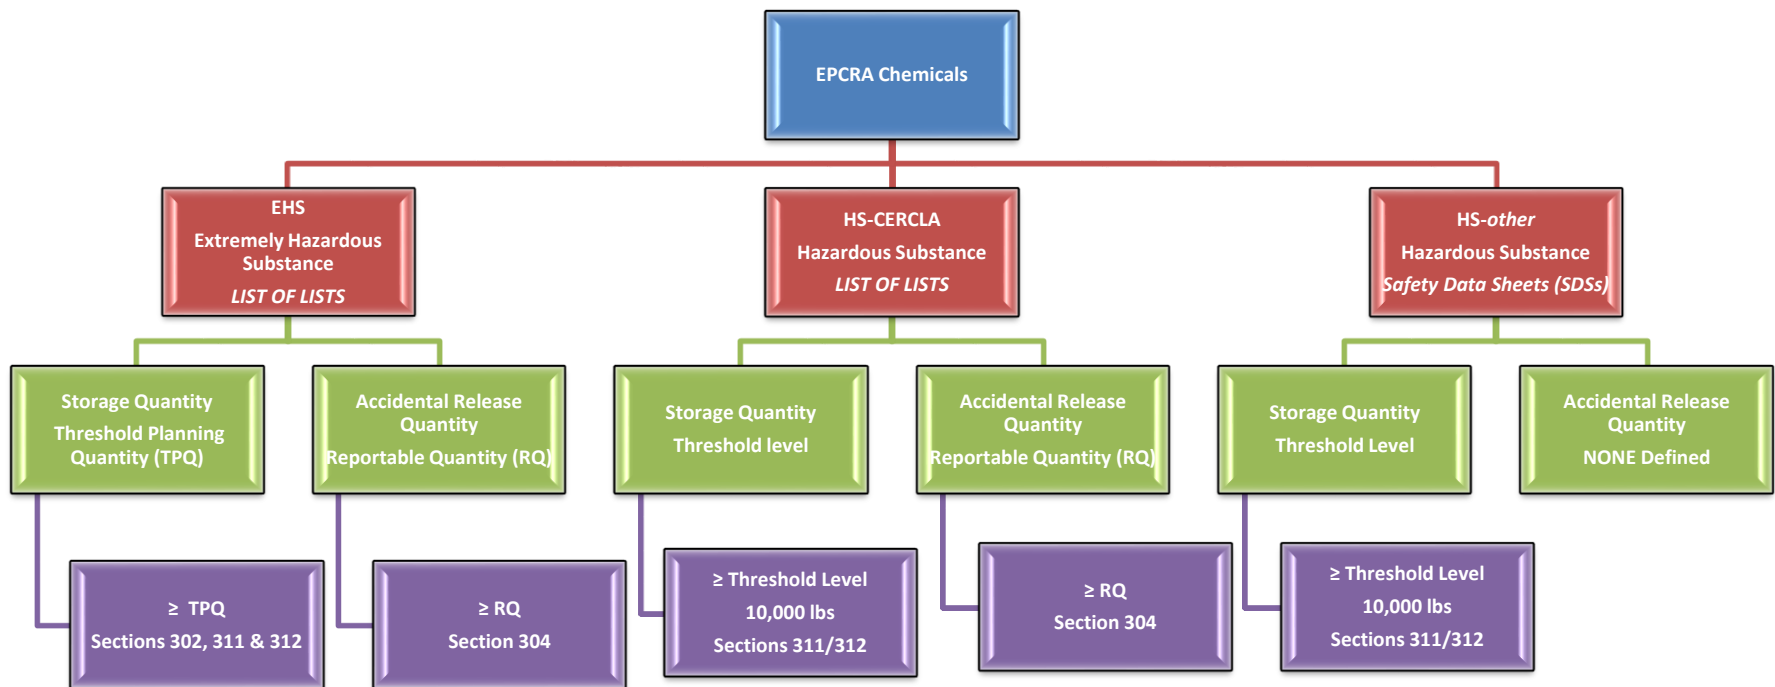 EPCRA Chemicals
EHS
Extremely Hazardous
Substance
LIST OF LISTS
HS-CERCLA
Hazardous Substance
LIST OF LISTS
HS-other
Hazardous Substance
Safety Data Sheets (SDSs)
Storage Quantity
Threshold Planning
Quantity (TPQ)
Accidental Release
Quantity
Reportable Quantity (RQ)
Storage Quantity
Threshold level
Accidental Release
Quantity
Reportable Quantity (RQ)
Storage Quantity
Threshold Level
Accidental Release
Quantity
NONE Defined
≥ TPQ
Sections 302, 311 & 312
≥ RQ
Section 304
≥ Threshold Level
10,000 lbs
Sections 311/312
≥ RQ
Section 304
≥ Threshold Level
10,000 lbs
Sections 311/312